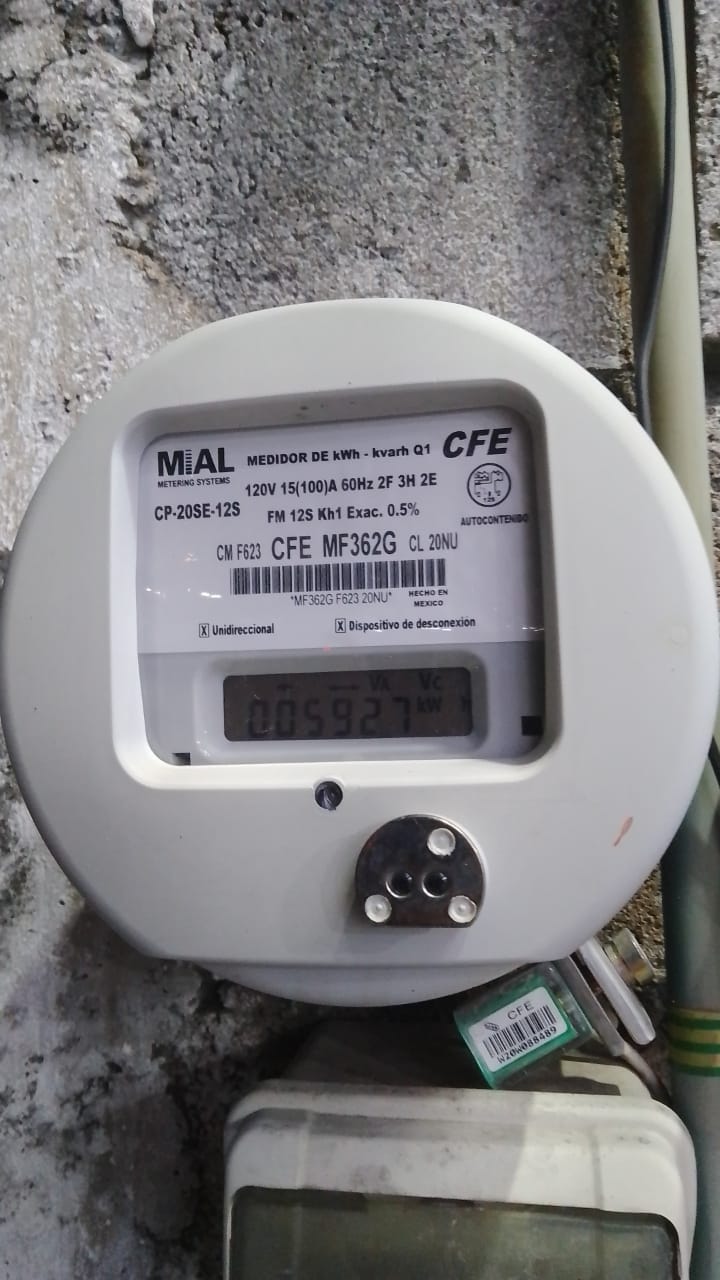 MIAL
METERING SYSTEMS
MEDIDOR DE kWh - kvarh Q1
CFE
CP-20SE-12S
120V 15(100)A 60Hz 2F 3H 2E
FM 12S Kh1 Exac. 0.5%
12S
AUTOCONTENIDO
CM F623 CFE MF362G CL 20NU
*MF362G F623 20NU*
HECHO EN
MEXICO
X Unidireccional
X Dispositivo de desconexion
VA VC
005927 kW h
CFE
W20W088489